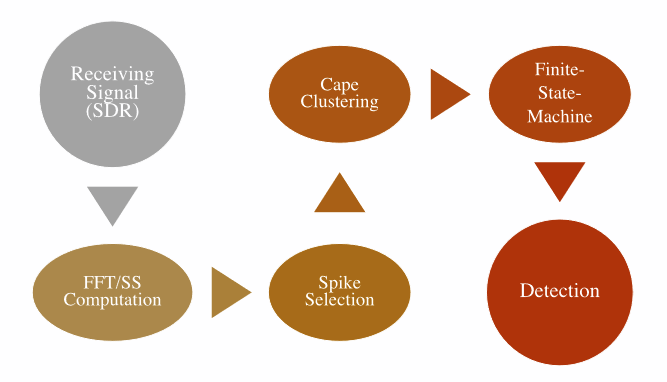 Receiving
Signal
(SDR)
FFT/SS
Computation
Spike
Selection
Cape
Clustering
Finite-
State-
Machine
Detection